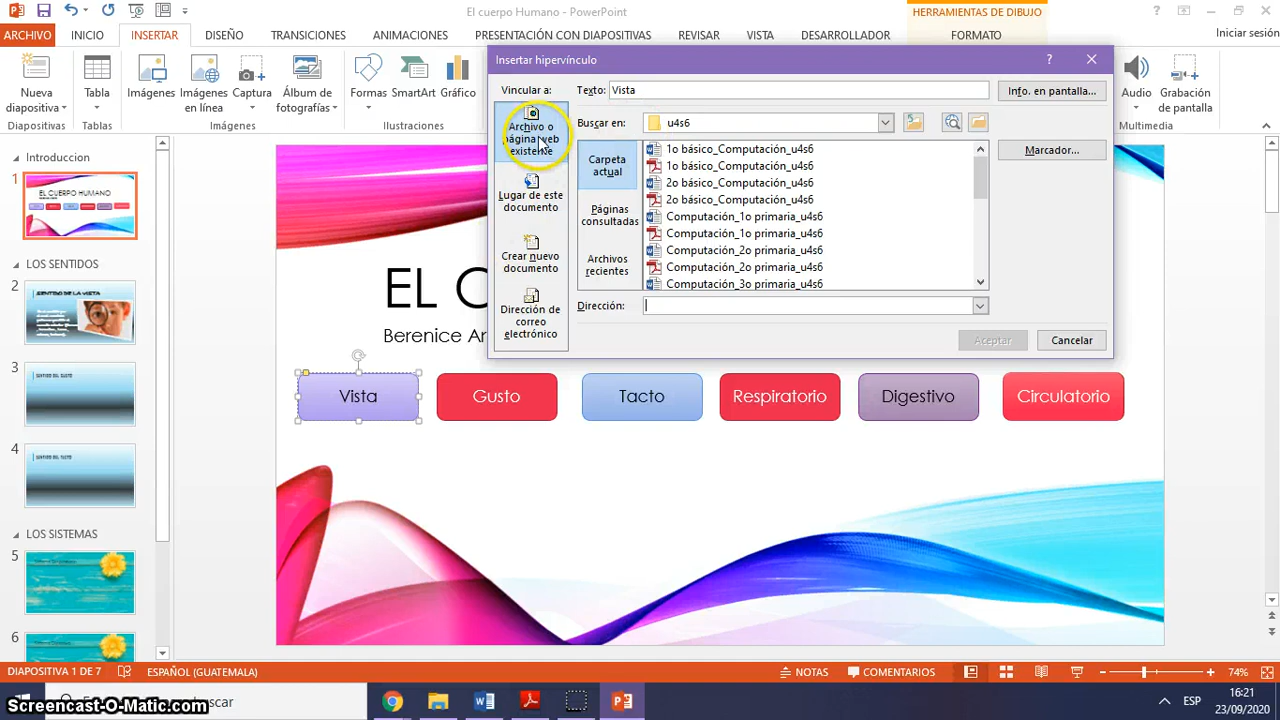 El cuerpo Humano - PowerPoint
HERRAMIENTAS DE DIBUJO
ARCHIVO INICIO INSERTAR DISEÑO TRANSICIONES ANIMACIONES PRESENTACIÓN CON DIAPOSITIVAS REVISAR VISTA DESARROLLADOR FORMATO Iniciar sesión
Nueva diapositiva
Tabla
Imágenes
Imágenes en línea
Captura
Álbum de fotografías
Formas
SmartArt
Gráfico
Audio
Grabación de pantalla
Diapositivas
Tablas
Imágenes
Ilustraciones
Multimedia
Insertar hipervínculo
Vincular a:
Texto: Vista
Info. en pantalla...
Archivo o página web existente
Buscar en: u4s6
Marcador...
Lugar de este documento
Crear nuevo documento
Dirección de correo electrónico
Carpeta actual
Páginas consultadas
Archivos recientes
1o básico_Computación_u4s6
1o básico_Computación_u4s6
2o básico_Computación_u4s6
2o básico_Computación_u4s6
Computación_1o primaria_u4s6
Computación_1o primaria_u4s6
Computación_2o primaria_u4s6
Computación_2o primaria_u4s6
Computación_3o primaria_u4s6
Dirección:
Aceptar
Cancelar
Introduccion
1
EL CUERPO HUMANO
LOS SENTIDOS
2
SENTIDO DE LA VISTA
3
4
LOS SISTEMAS
5
6
EL C
Berenice Ar
Vista
Gusto
Tacto
Respiratorio
Digestivo
Circulatorio
DIAPOSITIVA 1 DE 7
ESPAÑOL (GUATEMALA)
NOTAS
COMENTARIOS
74%
buscar
Screencast-O-Matic.com
ESP
16:21
23/09/2020